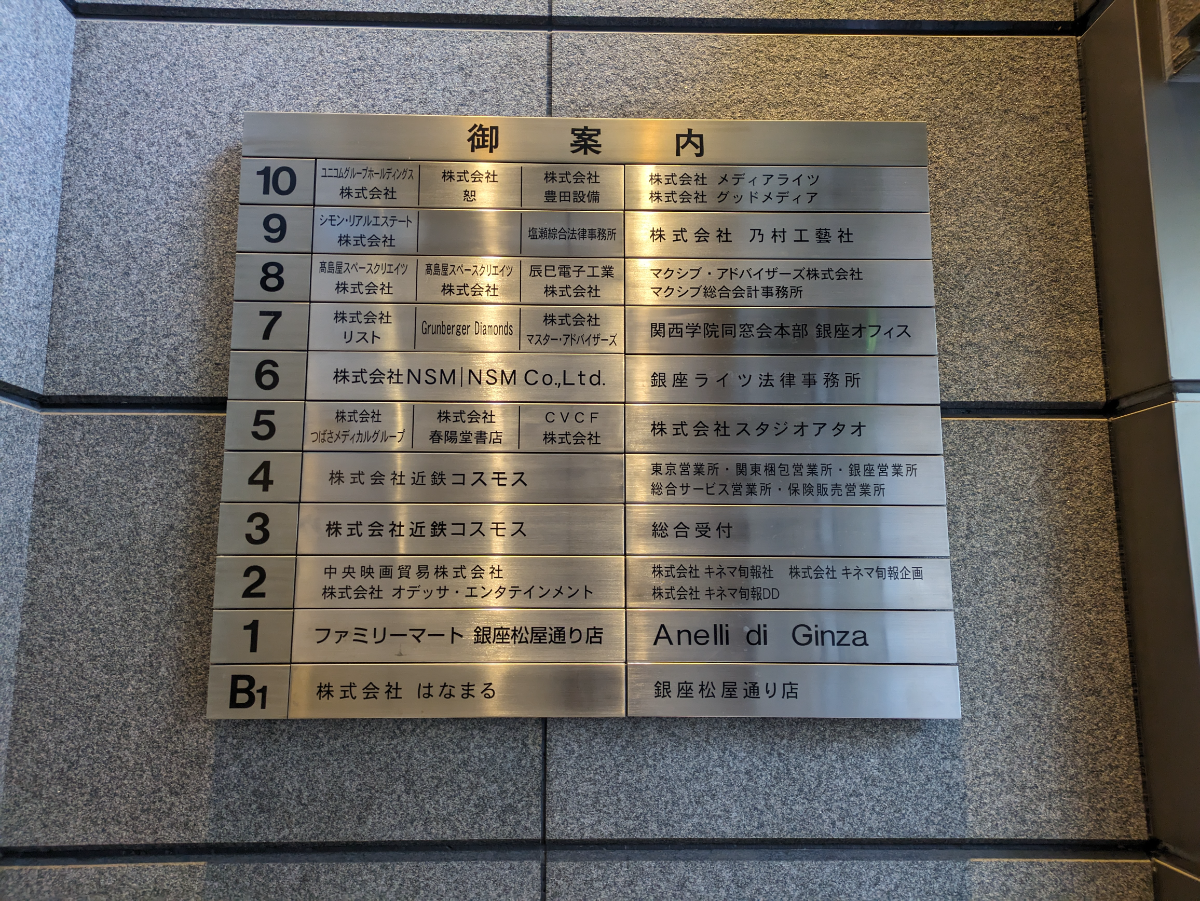 御案内
10
ユニコムグループホールディングス
株式会社
株式会社
恕
株式会社
豊田設備
株式会社 メディアライツ
株式会社 グッドメディア
9
シモン・リアルエステート
株式会社
塩瀬綜合法律事務所
株式会社 乃村工藝社
8
髙島屋スペースクリエイツ
株式会社
髙島屋スペースクリエイツ
株式会社
辰巳電子工業
株式会社
マクシブ・アドバイザーズ株式会社
マクシブ総合会計事務所
7
株式会社
リスト
Grunberger Diamonds
株式会社
マスター・アドバイザーズ
関西学院同窓会本部 銀座オフィス
6
株式会社NSM|NSM Co.,Ltd.
銀座ライツ法律事務所
5
株式会社
つばさメディカルグループ
株式会社
春陽堂書店
CVCF
株式会社
株式会社スタジオアタオ
4
株式会社近鉄コスモス
東京営業所・関東梱包営業所・銀座営業所
総合サービス営業所・保険販売営業所
3
株式会社近鉄コスモス
総合受付
2
中央映画貿易株式会社
株式会社 オデッサ・エンタテインメント
株式会社 キネマ旬報社 株式会社 キネマ旬報企画
株式会社 キネマ旬報DD
1
ファミリーマート 銀座松屋通り店
Anelli di Ginza
B1
株式会社 はなまる
銀座松屋通り店